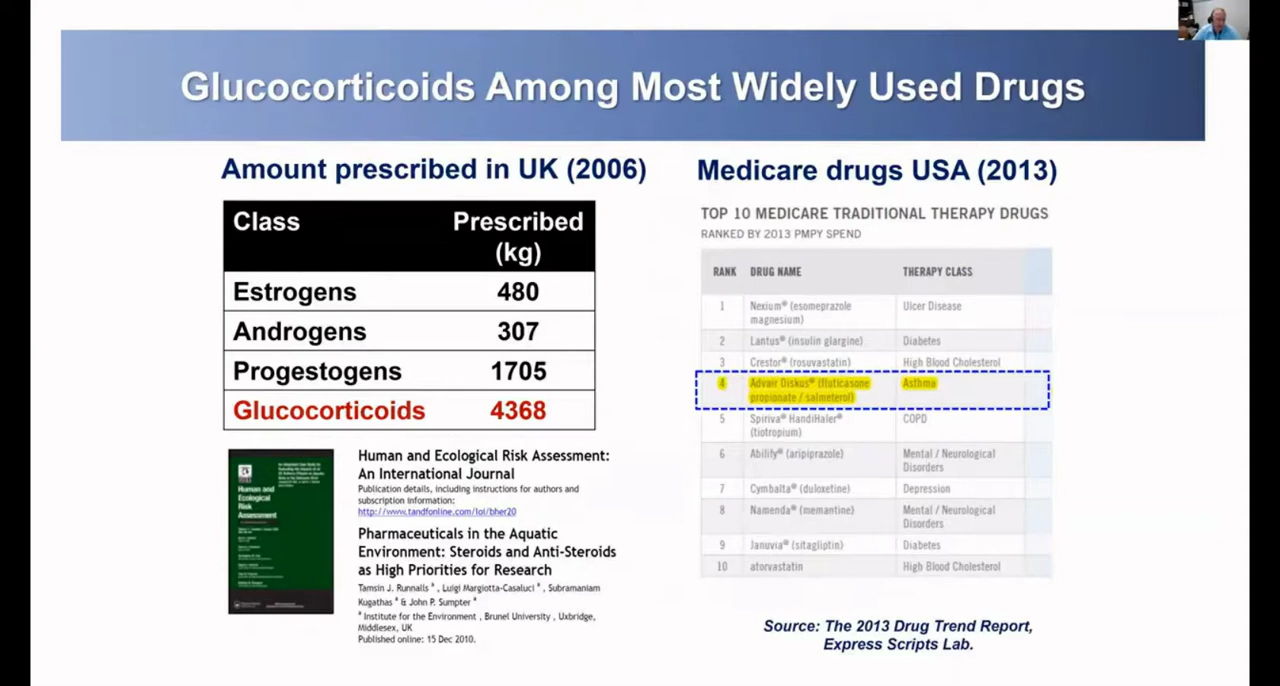 Glucocorticoids Among Most Widely Used Drugs
Amount prescribed in UK (2006)
Class Prescribed
(kg)
Estrogens 480
Androgens 307
Progestogens 1705
Glucocorticoids 4368
Human and
Ecological
Risk
Assessment
Human and Ecological Risk Assessment:
An International Journal
Publication details, including instructions for authors and
subscription information:
http://www.tandfonline.com/loi/bher20
Pharmaceuticals in the Aquatic
Environment: Steroids and Anti-Steroids
as High Priorities for Research
Tamsin J. Runnalls a , Luigi Margiotta-Casaluci a , Subramaniam
Kugathas a & John P. Sumpter a
a Institute for the Environment , Brunel University , Uxbridge,
Middlesex, UK
Published online: 15 Dec 2010.
Medicare drugs USA (2013)
TOP 10 MEDICARE TRADITIONAL THERAPY DRUGS
RANKED BY 2013 PMPY SPEND
RANK DRUG NAME THERAPY CLASS
1 Nexium® (esomeprazole Ulcer Disease
magnesium)
2 Lantus® (insulin glargine) Diabetes
3 Crestor® (rosuvastatin) High Blood Cholesterol
4 Advair Diskus® (fluticasone Asthma
propionate / salmeterol)
5 Spiriva® HandiHaler® COPD
(tiotropium)
6 Abilify® (aripiprazole) Mental / Neurological
Disorders
7 Cymbalta® (duloxetine) Depression
8 Namenda® (memantine) Mental / Neurological
Disorders
9 Januvia® (sitagliptin) Diabetes
10 atorvastatin High Blood Cholesterol
Source: The 2013 Drug Trend Report,
Express Scripts Lab.